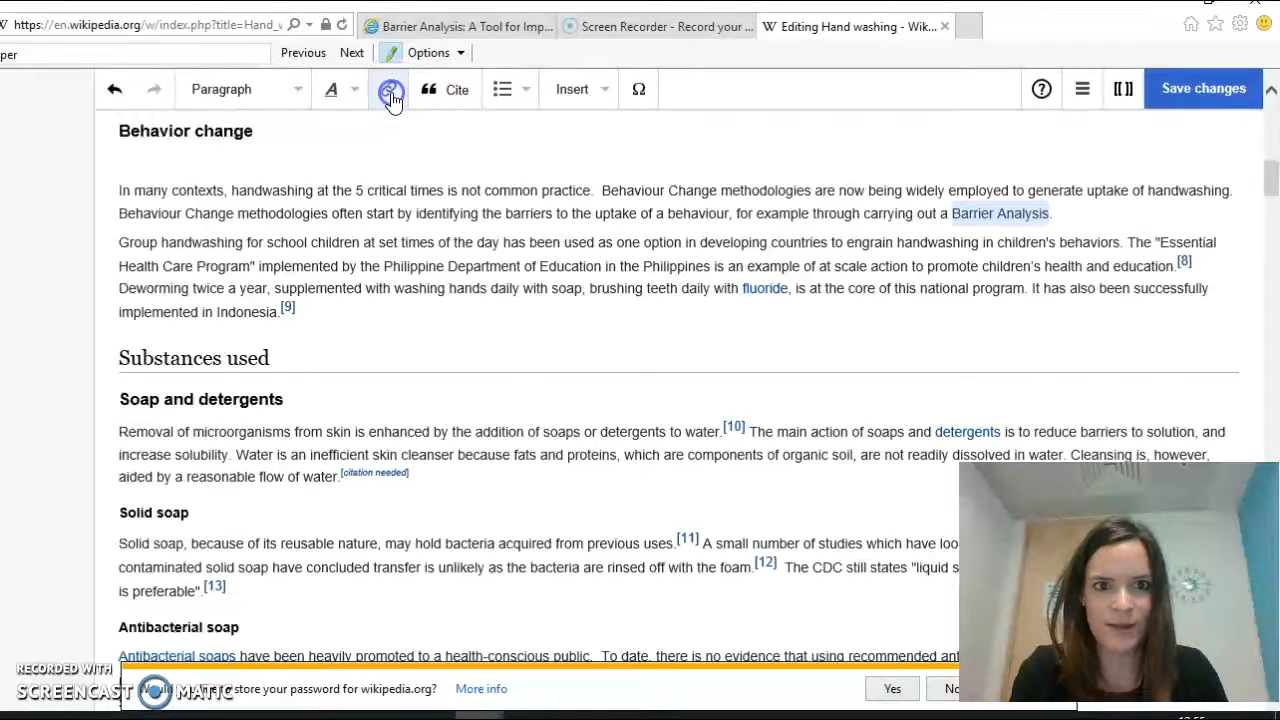 https://en.wikipedia.org/w/index.php?title=Hand_v
Barrier Analysis: A Tool for Imp...
Screen Recorder - Record your ...
W Editing Hand washing - Wik...
Previous Next Options
Paragraph A Cite Insert Ω Save changes
Behavior change
In many contexts, handwashing at the 5 critical times is not common practice. Behaviour Change methodologies are now being widely employed to generate uptake of handwashing.
Behaviour Change methodologies often start by identifying the barriers to the uptake of a behaviour, for example through carrying out a Barrier Analysis.
Group handwashing for school children at set times of the day has been used as one option in developing countries to engrain handwashing in children's behaviors. The "Essential
Health Care Program" implemented by the Philippine Department of Education in the Philippines is an example of at scale action to promote children's health and education.[8]
Deworming twice a year, supplemented with washing hands daily with soap, brushing teeth daily with fluoride, is at the core of this national program. It has also been successfully
implemented in Indonesia.[9]
Substances used
Soap and detergents
Removal of microorganisms from skin is enhanced by the addition of soaps or detergents to water.[10] The main action of soaps and detergents is to reduce barriers to solution, and
increase solubility. Water is an inefficient skin cleanser because fats and proteins, which are components of organic soil, are not readily dissolved in water. Cleansing is, however,
aided by a reasonable flow of water.[citation needed]
Solid soap
Solid soap, because of its reusable nature, may hold bacteria acquired from previous uses.[11] A small number of studies which have loo
contaminated solid soap have concluded transfer is unlikely as the bacteria are rinsed off with the foam.[12] The CDC still states "liquid s
is preferable".[13]
Antibacterial soap
Antibacterial soaps have been heavily promoted to a health-conscious public. To date, there is no evidence that using recommended ant
RECORDED WITH
SCREENCAST MATIC
store your password for wikipedia.org? More info Yes No